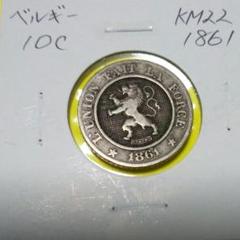 ベルギー
10C
KM22
1861
L'UNION FAIT LA FORCE
1861